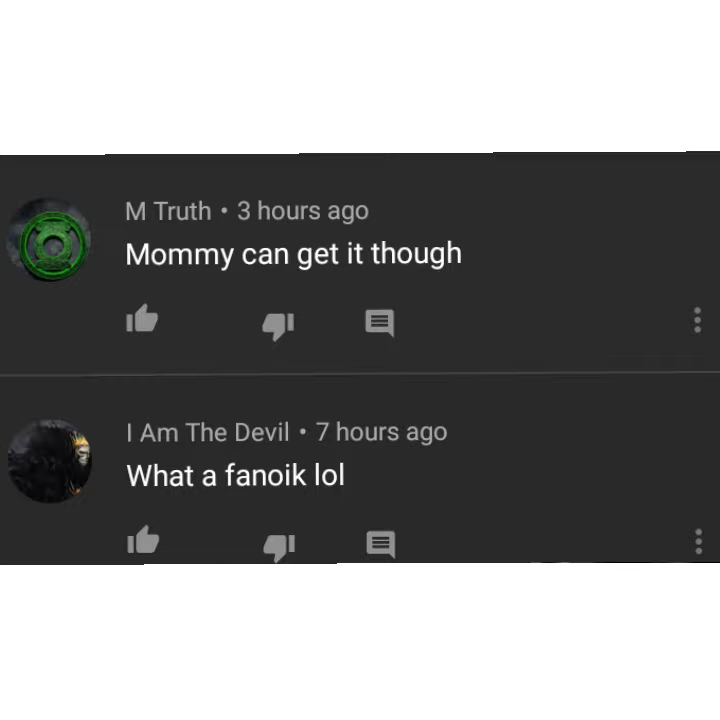 M Truth • 3 hours ago
Mommy can get it though
I Am The Devil • 7 hours ago
What a fanoik lol